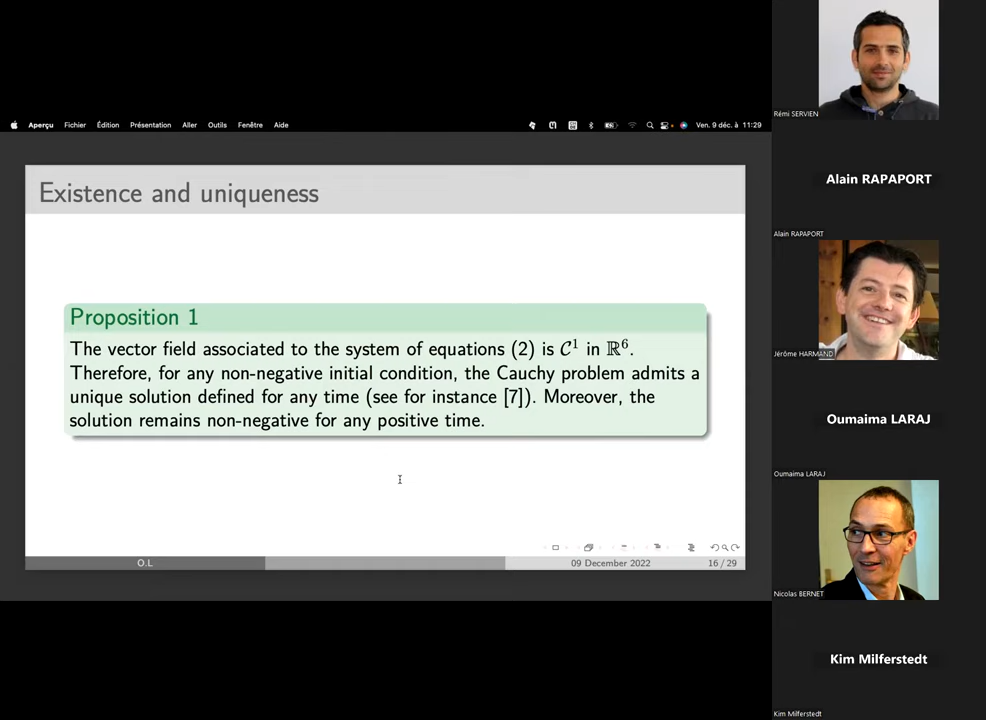 Aperçu Fichier Édition Présentation Aller Outils Fenêtre Aide Ven. 9 déc. à 11:29
Existence and uniqueness
Proposition 1
The vector field associated to the system of equations (2) is 𝒞¹ in ℝ⁶.
Therefore, for any non-negative initial condition, the Cauchy problem admits a
unique solution defined for any time (see for instance [7]). Moreover, the
solution remains non-negative for any positive time.
O.L 09 December 2022 16 / 29
Rémi SERVIEN
Alain RAPAPORT
Alain RAPAPORT
Jérôme HARMAND
Oumaima LARAJ
Oumaima LARAJ
Nicolas BERNET
Kim Milferstedt
Kim Milferstedt